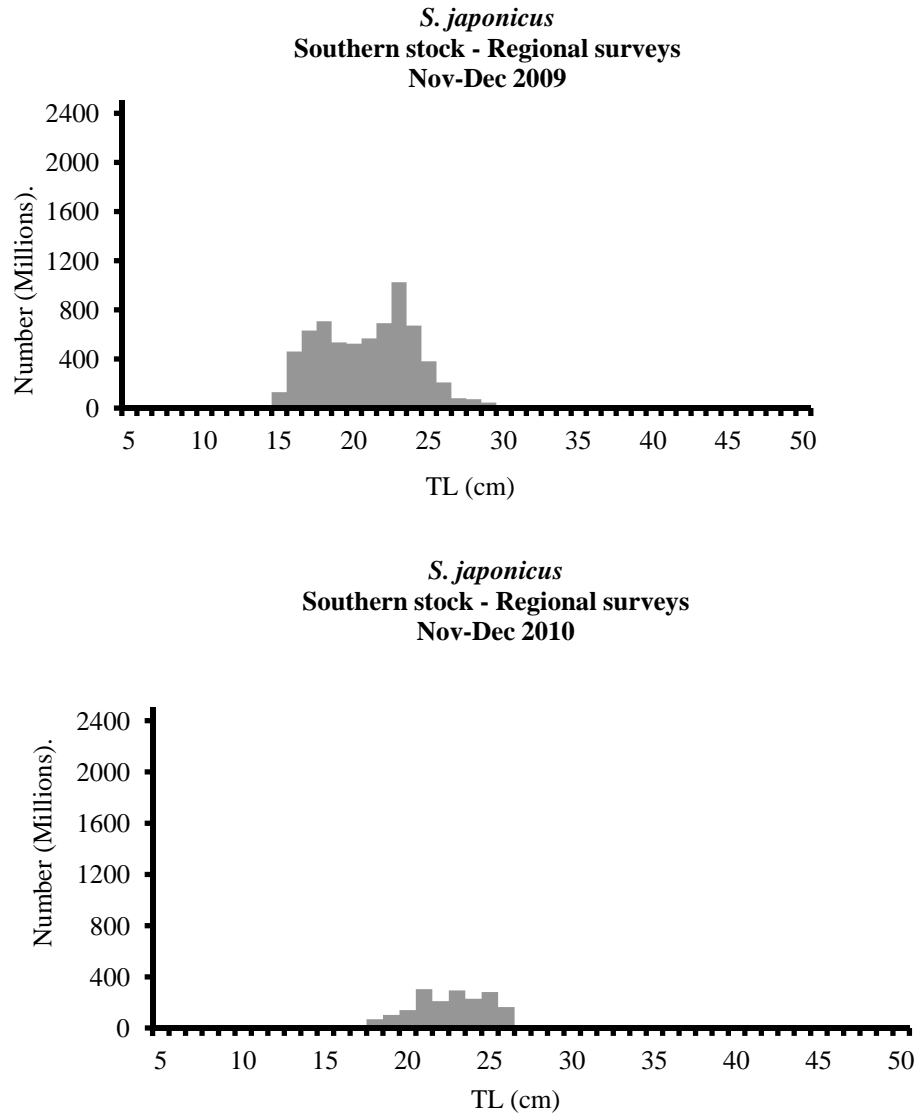 S. japonicus
Southern stock - Regional surveys
Nov-Dec 2009
Number (Millions).
2400
2000
1600
1200
800
400
0
5 10 15 20 25 30 35 40 45 50
TL (cm)
S. japonicus
Southern stock - Regional surveys
Nov-Dec 2010
Number (Millions).
2400
2000
1600
1200
800
400
0
5 10 15 20 25 30 35 40 45 50
TL (cm)